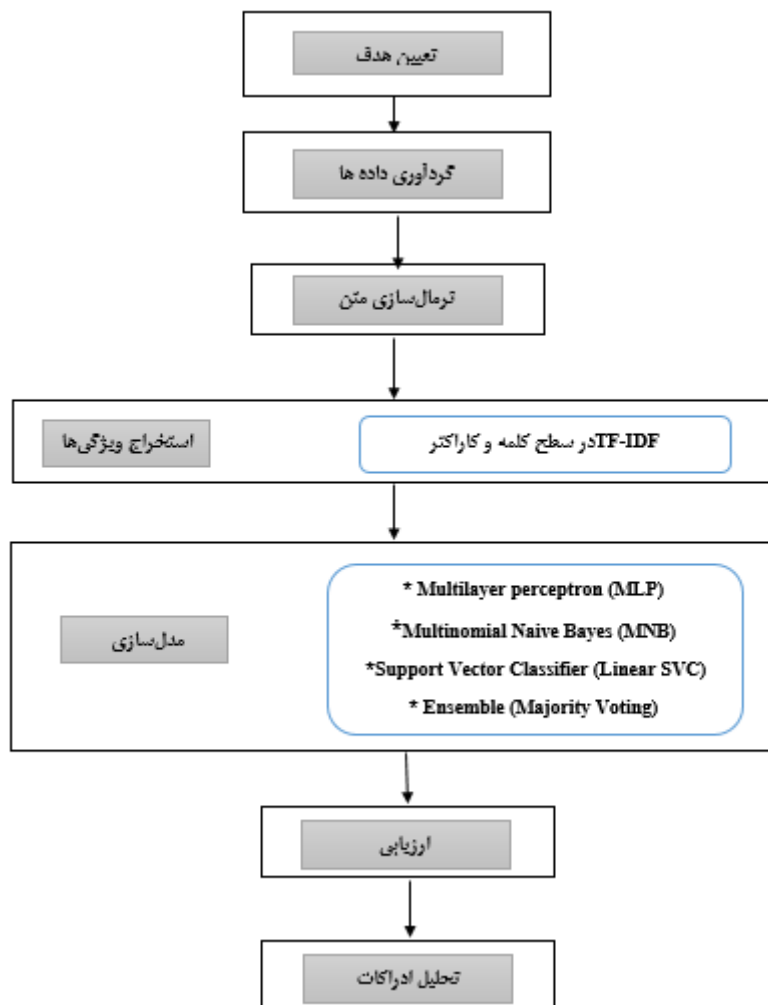 تعیین هدف
گردآوری داده ها
نرمال‌سازی متن
استخراج ویژگی‌ها
TF-IDFدر سطح کلمه و کاراکتر
مدل‌سازی
* Multilayer perceptron (MLP)
*Multinomial Naive Bayes (MNB)
*Support Vector Classifier (Linear SVC)
* Ensemble (Majority Voting)
ارزیابی
تحلیل ادراکات